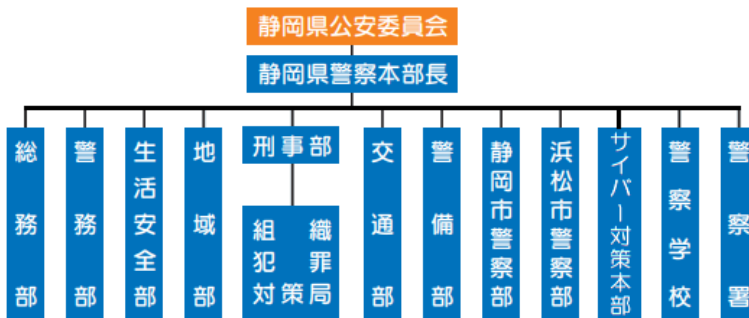 静岡県公安委員会
静岡県警察本部長
総務部
警務部
生活安全部
地域部
刑事部
組織
犯罪
対策局
交通部
警備部
静岡市警察部
浜松市警察部
サイバー対策本部
警察学校
警察署